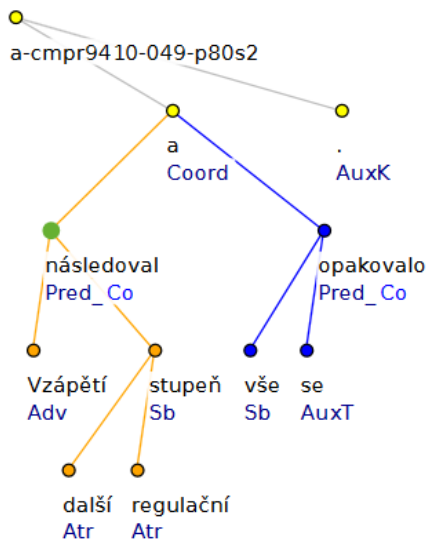 a-cmpr9410-049-p80s2
a .
Coord AuxK
následoval opakovalo
Pred_Co Pred_Co
Vzápětí stupeň vše se
Adv Sb Sb AuxT
další regulační
Atr Atr